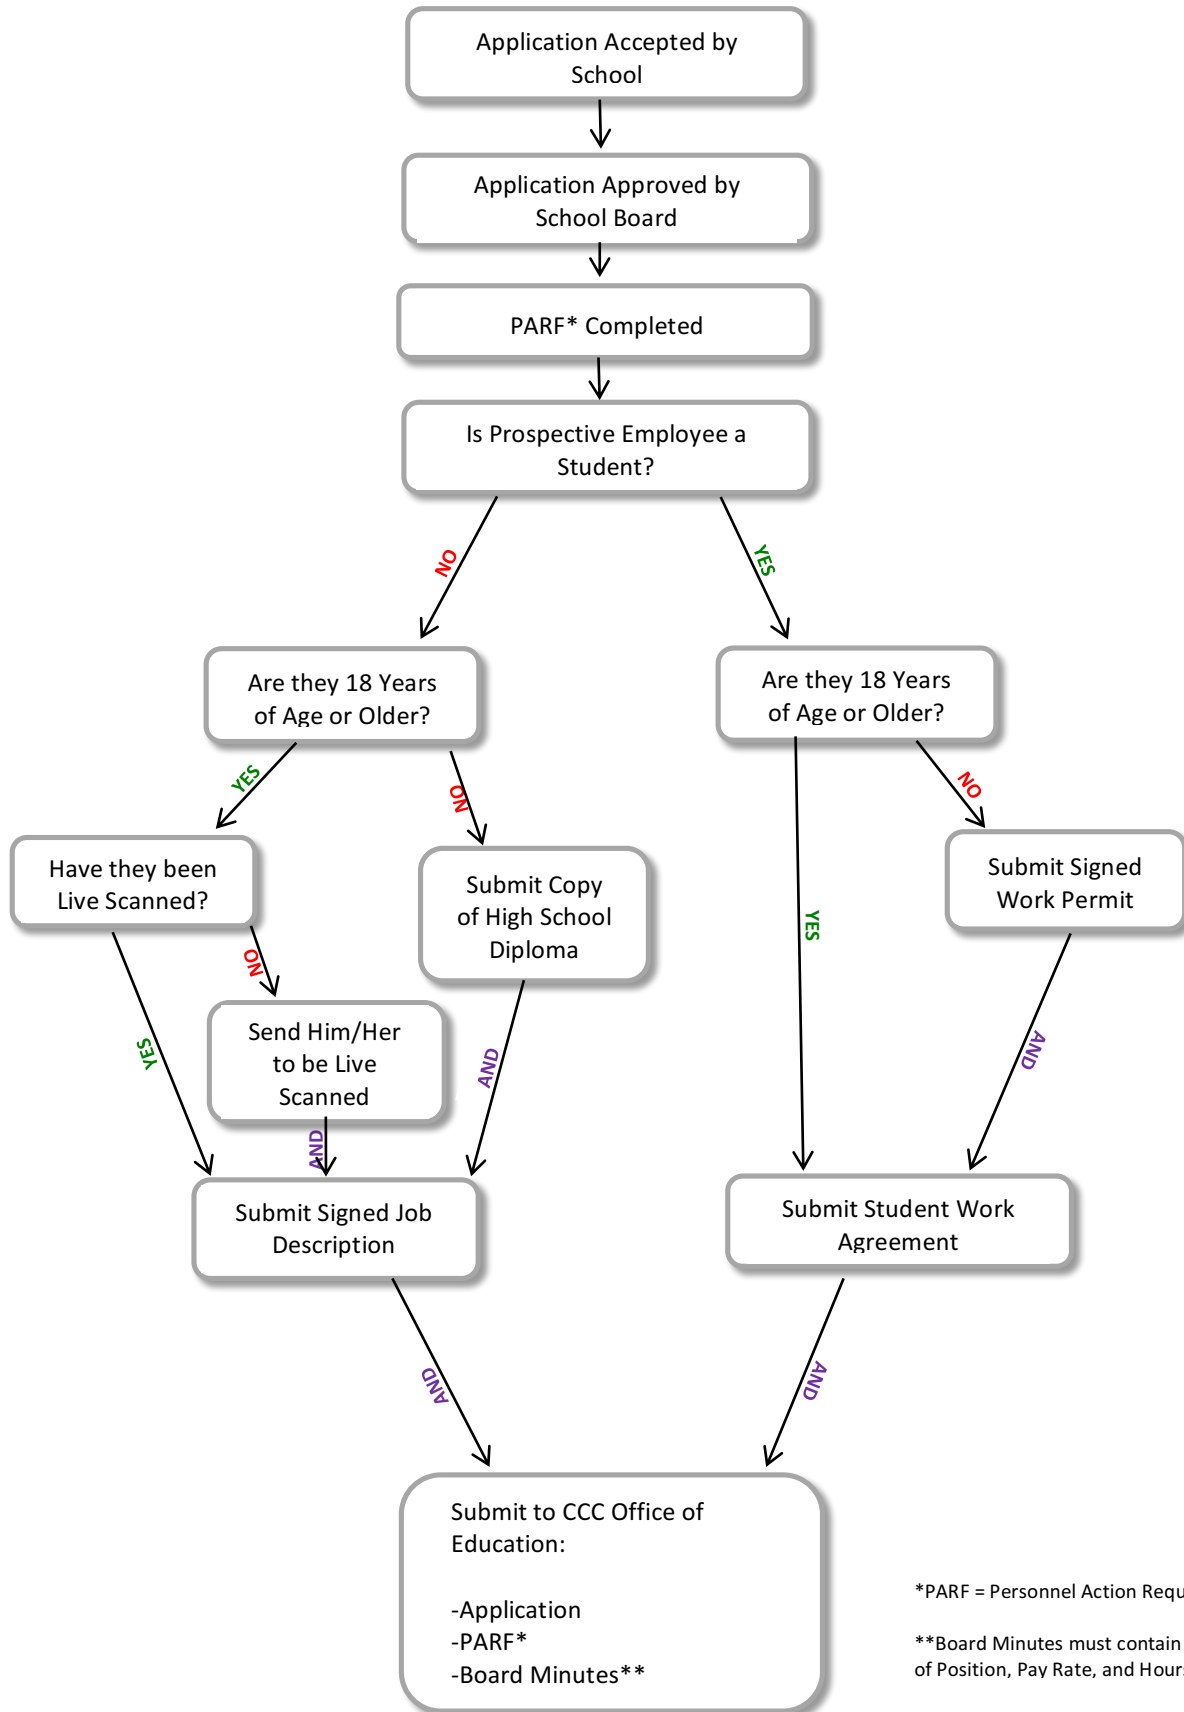 Application Accepted by
School
Application Approved by
School Board
PARF* Completed
Is Prospective Employee a
Student?
NO
YES
Are they 18 Years
of Age or Older?
Are they 18 Years
of Age or Older?
YES
NO
NO
Have they been
Live Scanned?
Submit Copy
of High School
Diploma
Submit Signed
Work Permit
YES
NO
Send Him/Her
to be Live
Scanned
YES
AND
AND
AND
Submit Signed Job
Description
Submit Student Work
Agreement
AND
AND
Submit to CCC Office of
Education:
-Application
-PARF*
-Board Minutes**
*PARF = Personnel Action
**Board Minutes must contain
of Position, Pay Rate, and